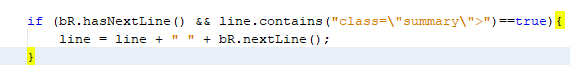 if (bR.hasNextLine() && line.contains("class=\"summary\">")==true){
line = line + " " + bR.nextLine();
}